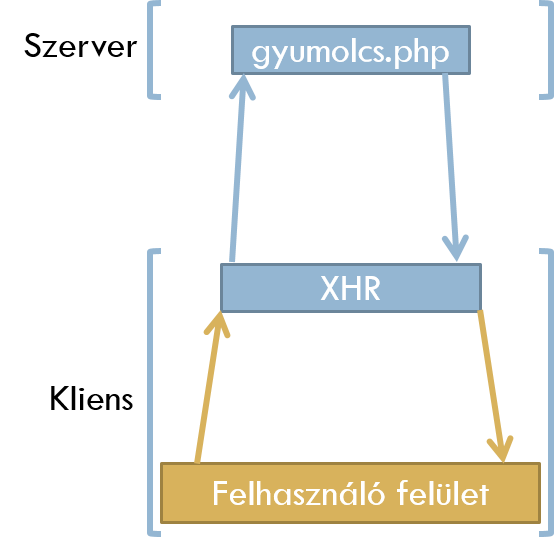 Szerver
gyumolcs.php
XHR
Kliens
Felhasználó felület